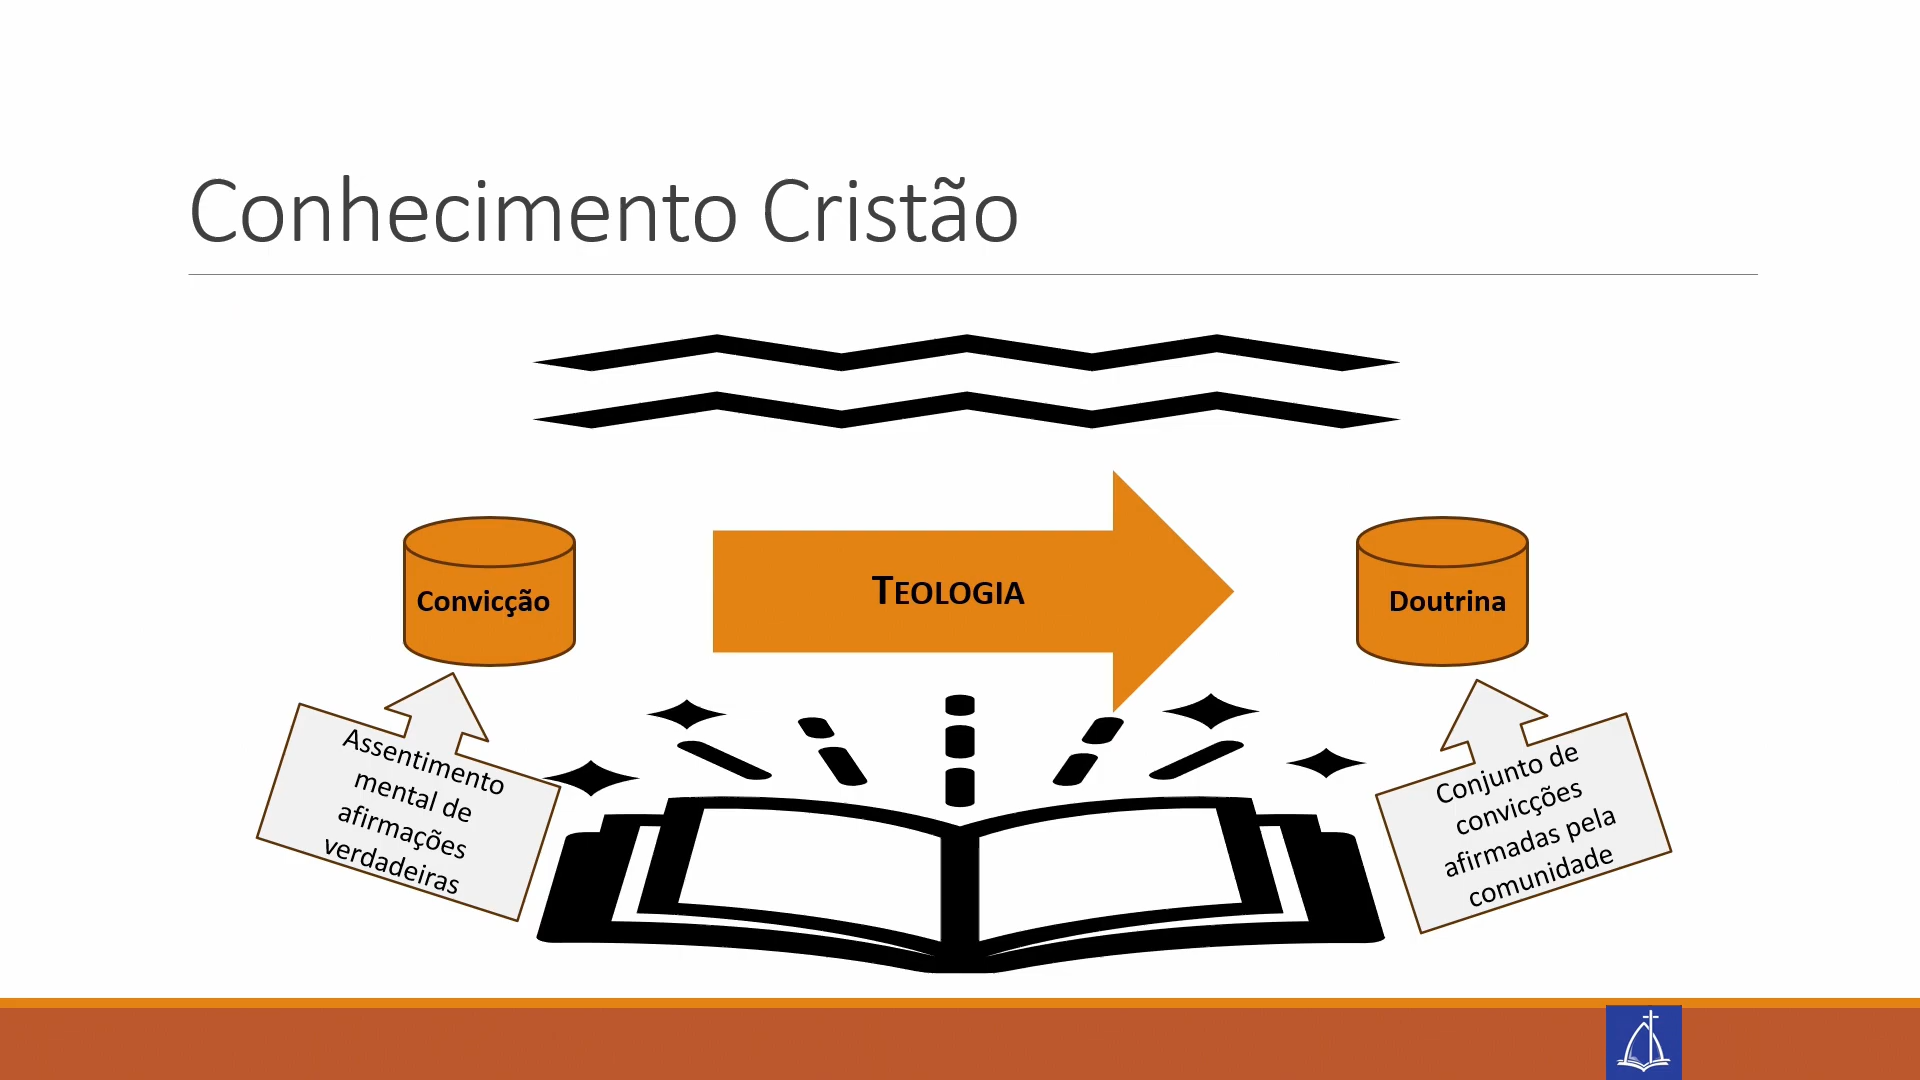 Conhecimento Cristão
Convicção
TEOLOGIA
Doutrina
Assentimento
mental de
afirmações
verdadeiras
Conjunto de
convicções
afirmadas pela
comunidade